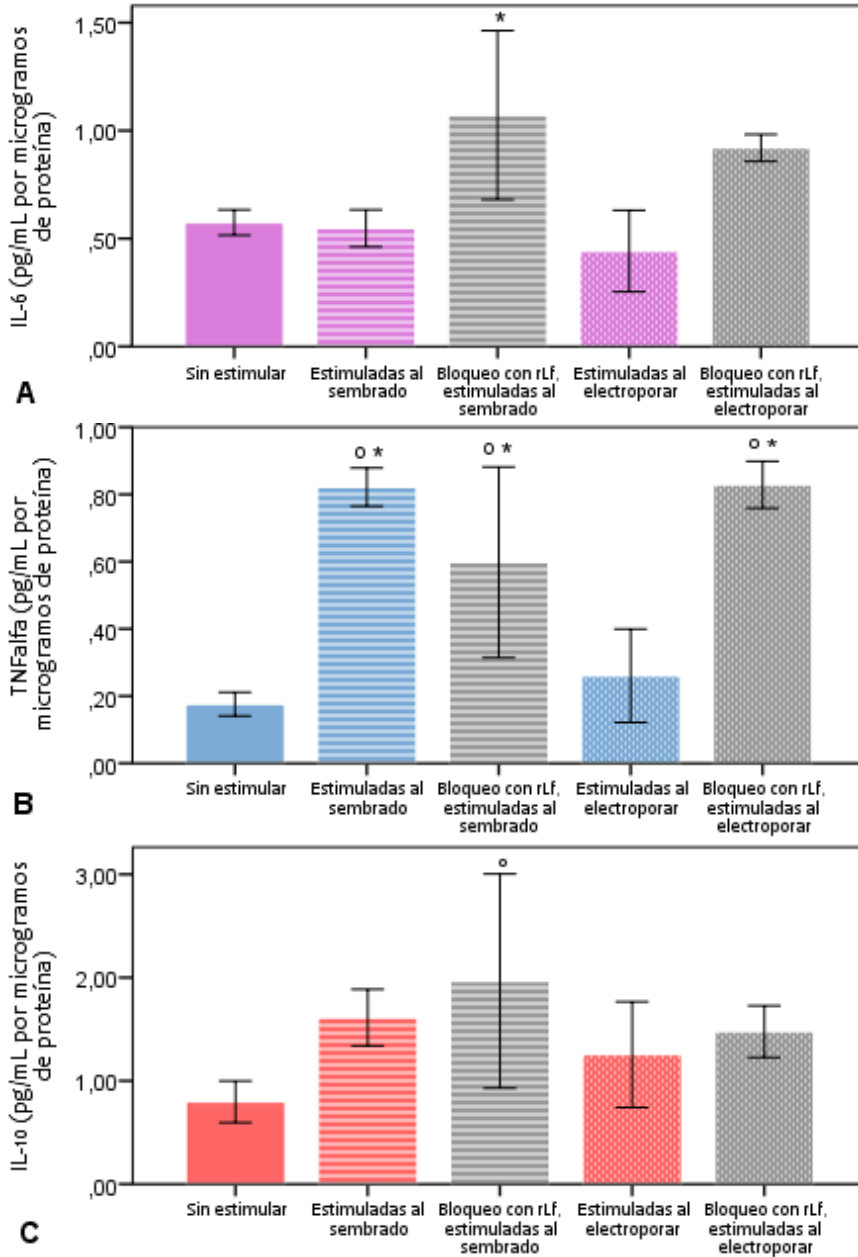 IL-6 (pg/mL por microgramos
de proteína)
1,50
*
1,00
,50
,00
Sin estimular
Estimuladas al
sembrado
Bloqueo con rLf,
estimuladas al
sembrado
Estimuladas al
electroporar
Bloqueo con rLf,
estimuladas al
electroporar
A
TNFalfa (pg/mL por
microgramos de proteína)
1,00
o *
o *
o *
,80
,60
,40
,20
,00
Sin estimular
Estimuladas al
sembrado
Bloqueo con rLf,
estimuladas al
sembrado
Estimuladas al
electroporar
Bloqueo con rLf,
estimuladas al
electroporar
B
IL-10 (pg/mL por microgramos
de proteína)
3,00
o
2,00
1,00
,00
Sin estimular
Estimuladas al
sembrado
Bloqueo con rLf,
estimuladas al
sembrado
Estimuladas al
electroporar
Bloqueo con rLf,
estimuladas al
electroporar
C